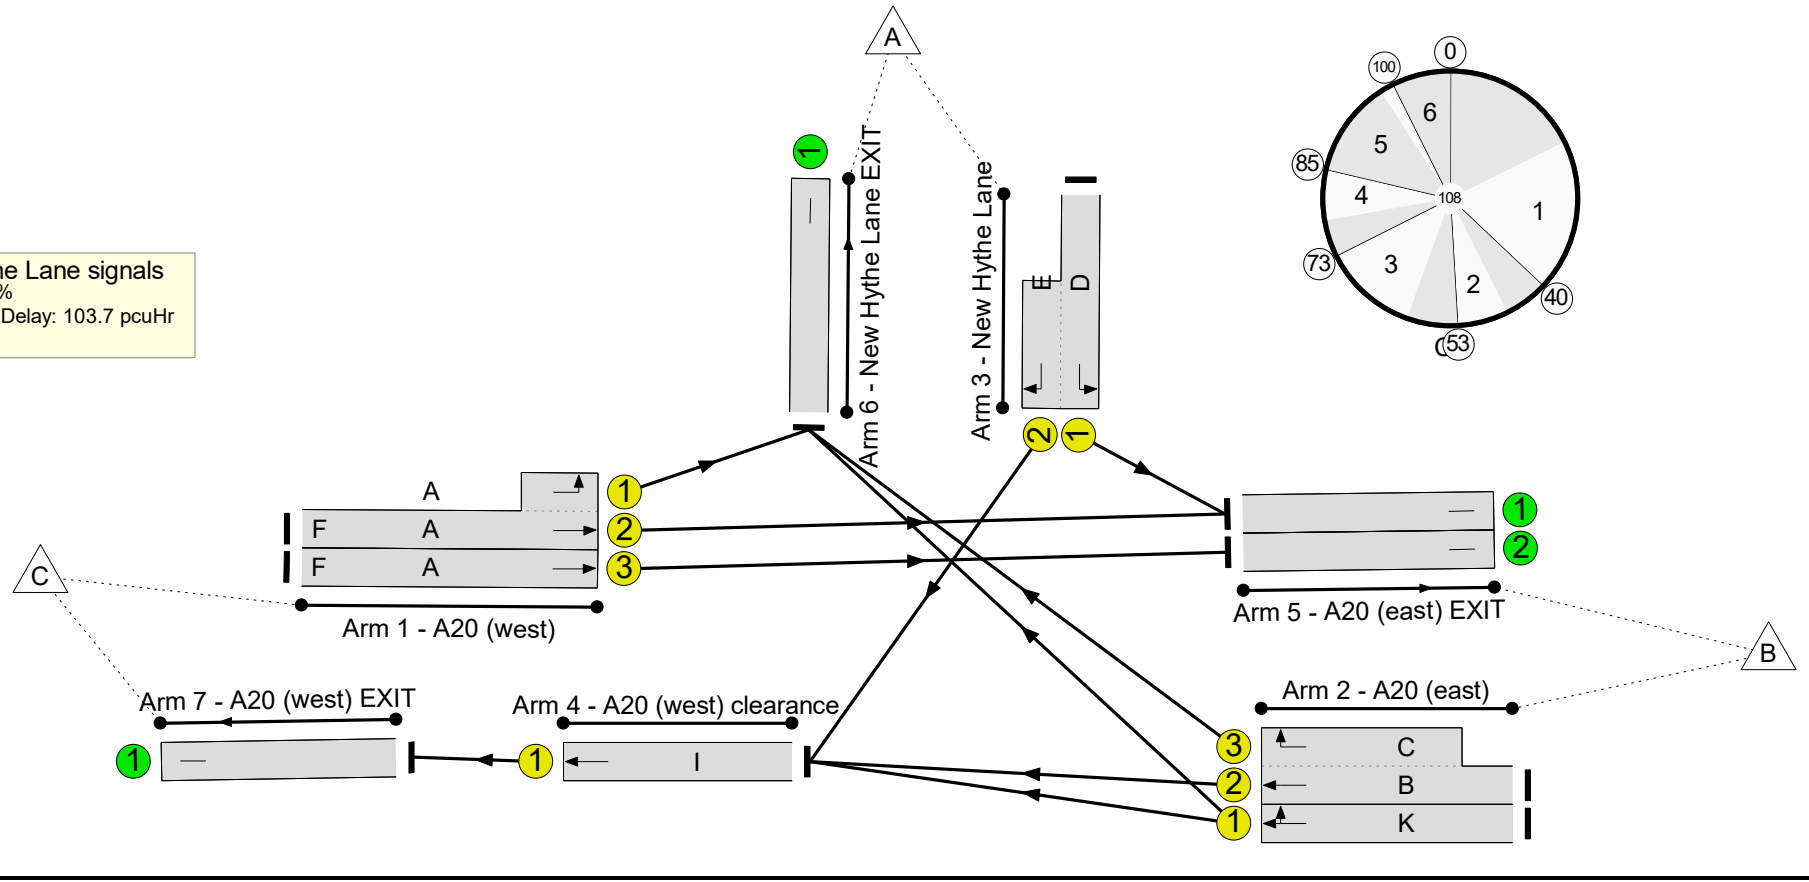 A
0
100
6
1
5
85
4
108
1
3
2
73
40
53
Arm 6 - New Hythe Lane EXIT
Arm 3 - New Hythe Lane
E
D
Lane signals
%
Delay: 103.7 pcuHr
2
1
A
1
F
A
2
F
A
3
1
2
C
Arm 1 - A20 (west)
Arm 5 - A20 (east) EXIT
B
Arm 7 - A20 (west) EXIT
Arm 4 - A20 (west) clearance
Arm 2 - A20 (east)
1
1
I
3
C
2
B
1
K